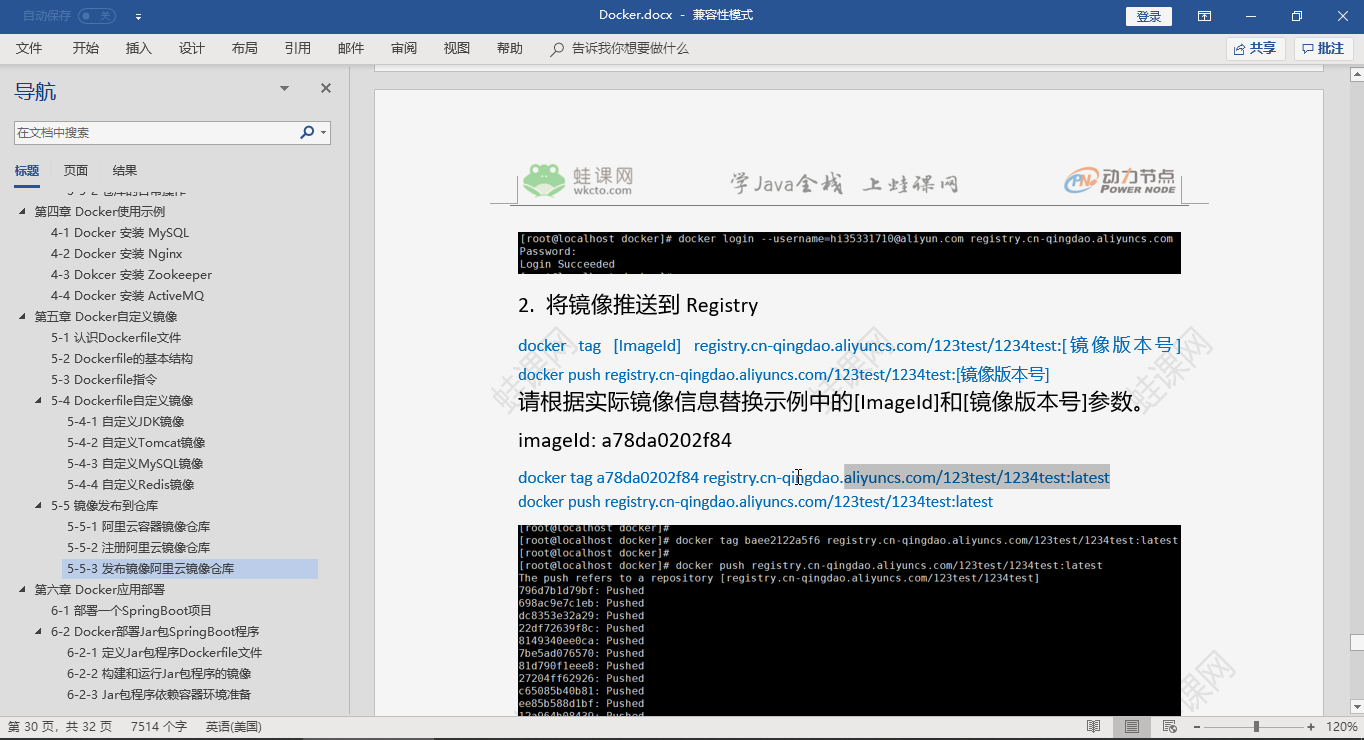 自动保存 关
Docker.docx - 兼容性模式
登录
文件 开始 插入 设计 布局 引用 邮件 审阅 视图 帮助 告诉我你想要做什么 共享 批注
导航
在文档中搜索
标题 页面 结果
第四章 Docker使用示例
4-1 Docker 安装 MySQL
4-2 Docker 安装 Nginx
4-3 Dokcer 安装 Zookeeper
4-4 Docker 安装 ActiveMQ
第五章 Docker自定义镜像
5-1 认识Dockerfile文件
5-2 Dockerfile的基本结构
5-3 Dockerfile指令
5-4 Dockerfile自定义镜像
5-4-1 自定义JDK镜像
5-4-2 自定义Tomcat镜像
5-4-3 自定义MySQL镜像
5-4-4 自定义Redis镜像
5-5 镜像发布到仓库
5-5-1 阿里云容器镜像仓库
5-5-2 注册阿里云镜像仓库
5-5-3 发布镜像阿里云镜像仓库
第六章 Docker应用部署
6-1 部署一个SpringBoot项目
6-2 Docker部署Jar包SpringBoot程序
6-2-1 定义Jar包程序Dockerfile文件
6-2-2 构建和运行Jar包程序的镜像
6-2-3 Jar包程序依赖容器环境准备
蛙课网
wkcto.com
学Java全栈 上蛙课网
动力节点
POWER NODE
[root@localhost docker]# docker login --username=hi35331710@aliyun.com registry.cn-qingdao.aliyuncs.com
Password:
Login Succeeded
2. 将镜像推送到 Registry
docker tag [ImageId] registry.cn-qingdao.aliyuncs.com/123test/1234test:[镜像版本号]
docker push registry.cn-qingdao.aliyuncs.com/123test/1234test:[镜像版本号]
请根据实际镜像信息替换示例中的[ImageId]和[镜像版本号]参数。
imageId: a78da0202f84
docker tag a78da0202f84 registry.cn-qingdao.aliyuncs.com/123test/1234test:latest
docker push registry.cn-qingdao.aliyuncs.com/123test/1234test:latest
[root@localhost docker]#
[root@localhost docker]# docker tag baee2122a5f6 registry.cn-qingdao.aliyuncs.com/123test/1234test:latest
[root@localhost docker]#
[root@localhost docker]# docker push registry.cn-qingdao.aliyuncs.com/123test/1234test:latest
The push refers to a repository [registry.cn-qingdao.aliyuncs.com/123test/1234test]
796d7b1d79bf: Pushed
698ac9e7c1eb: Pushed
dc8353e32a29: Pushed
22df72639f8c: Pushed
8149340ee0ca: Pushed
7be5ad076570: Pushed
81d790f1eee8: Pushed
27204ff62926: Pushed
c65085b40b81: Pushed
ee85b588d1bf: Pushed
蛙课网
蛙课网
蛙课网
课网
第 30 页，共 32 页 7514 个字 英语(美国)
120%